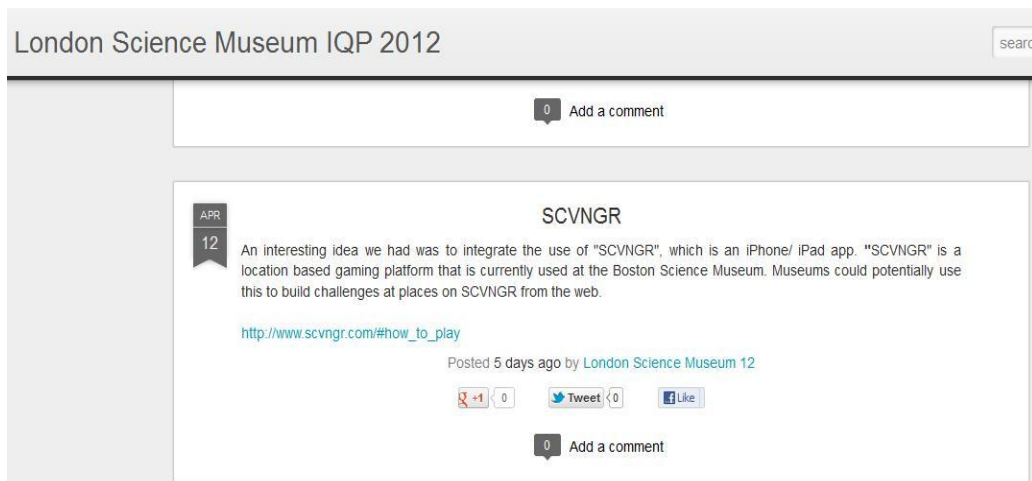 London Science Museum IQP 2012
searc
0 Add a comment
APR
12
SCVNGR
An interesting idea we had was to integrate the use of "SCVNGR", which is an iPhone/ iPad app. "SCVNGR" is a
location based gaming platform that is currently used at the Boston Science Museum. Museums could potentially use
this to build challenges at places on SCVNGR from the web.
http://www.scvngr.com/#how_to_play
Posted 5 days ago by London Science Museum 12
+1 0 Tweet 0 Like
0 Add a comment